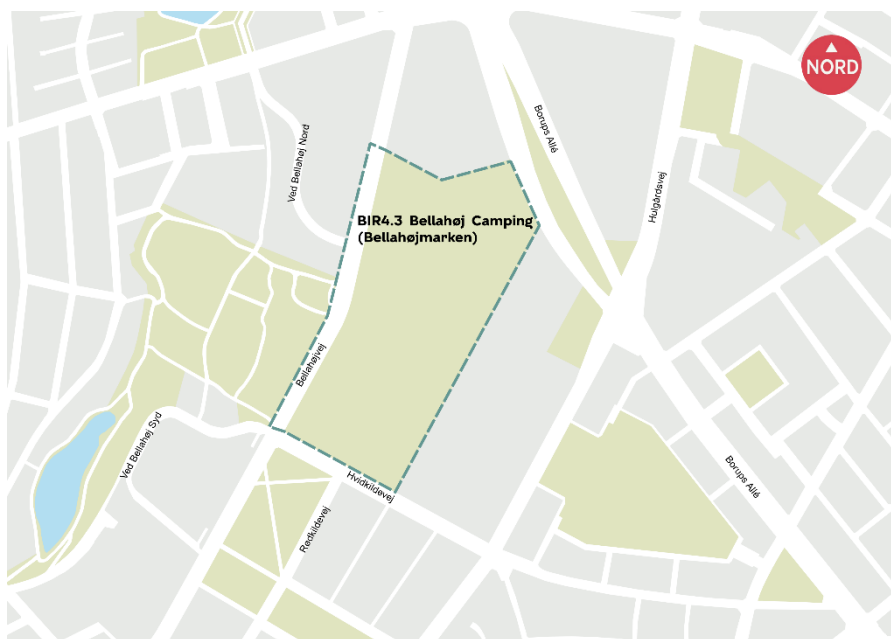 NORD
Borups Allé
Ved Bellahøj Nord
Hulgårdsvej
BIR4.3 Bellahøj Camping
(Bellahøjmarken)
Bellahøjvej
Ved Bellahøj Syd
Hvidkildevej
Borups Allé
Rødkildevej